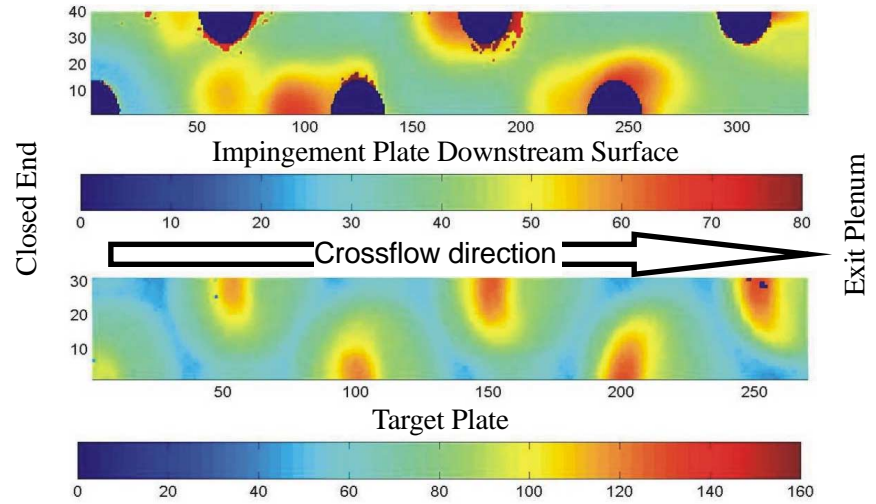 40
30
20
10
50 100 150 200 250 300
Impingement Plate Downstream Surface
0 10 20 30 40 50 60 70 80
Closed End
Crossflow direction
Exit Plenum
30
20
10
50 100 150 200 250
Target Plate
0 20 40 60 80 100 120 140 160